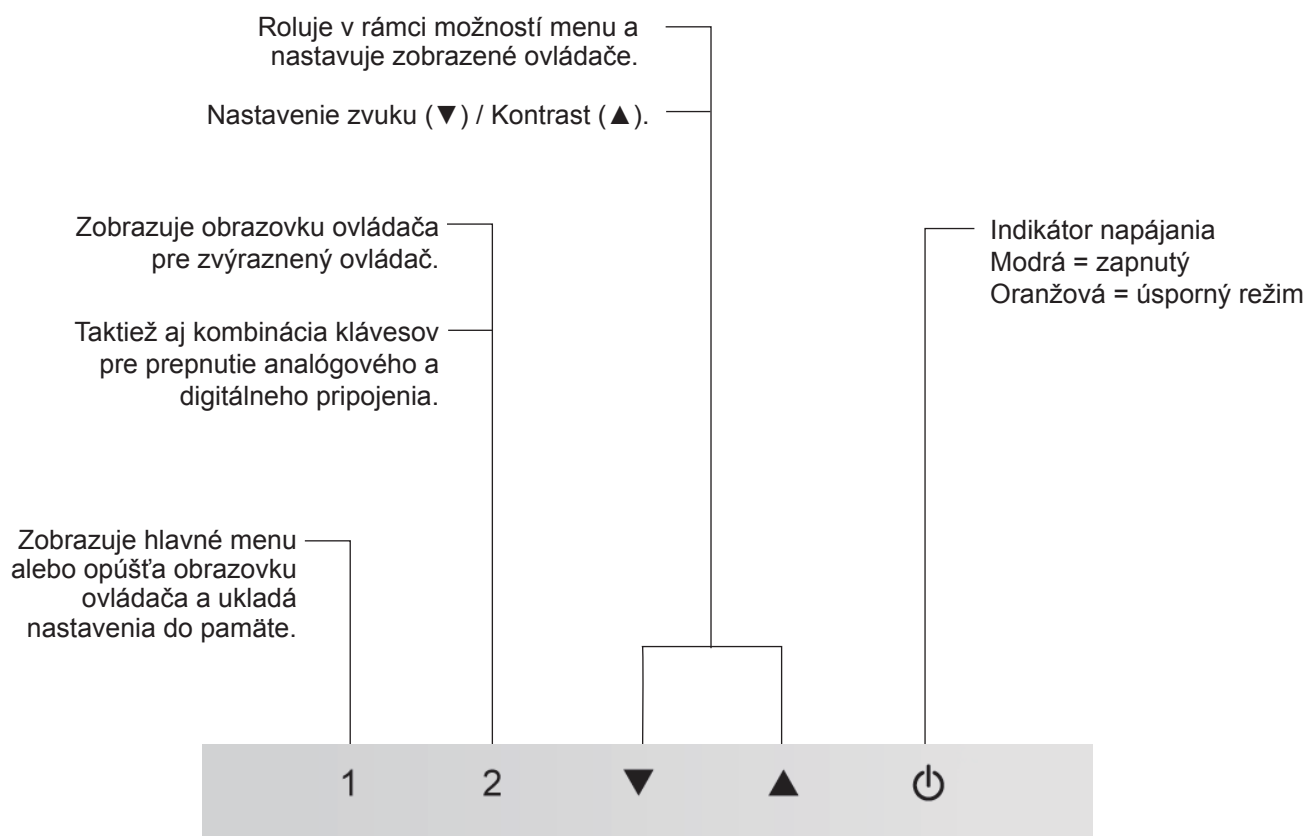 Roluje v rámci možností menu a
nastavuje zobrazené ovládače.
Nastavenie zvuku (▼) / Kontrast (▲).
Zobrazuje obrazovku ovládača
pre zvýraznený ovládač.
Taktiež aj kombinácia klávesov
pre prepnutie analógového a
digitálneho pripojenia.
Indikátor napájania
Modrá = zapnutý
Oranžová = úsporný režim
Zobrazuje hlavné menu
alebo opúšťa obrazovku
ovládača a ukladá
nastavenia do pamäte.
1 2 ▼ ▲ ⏻